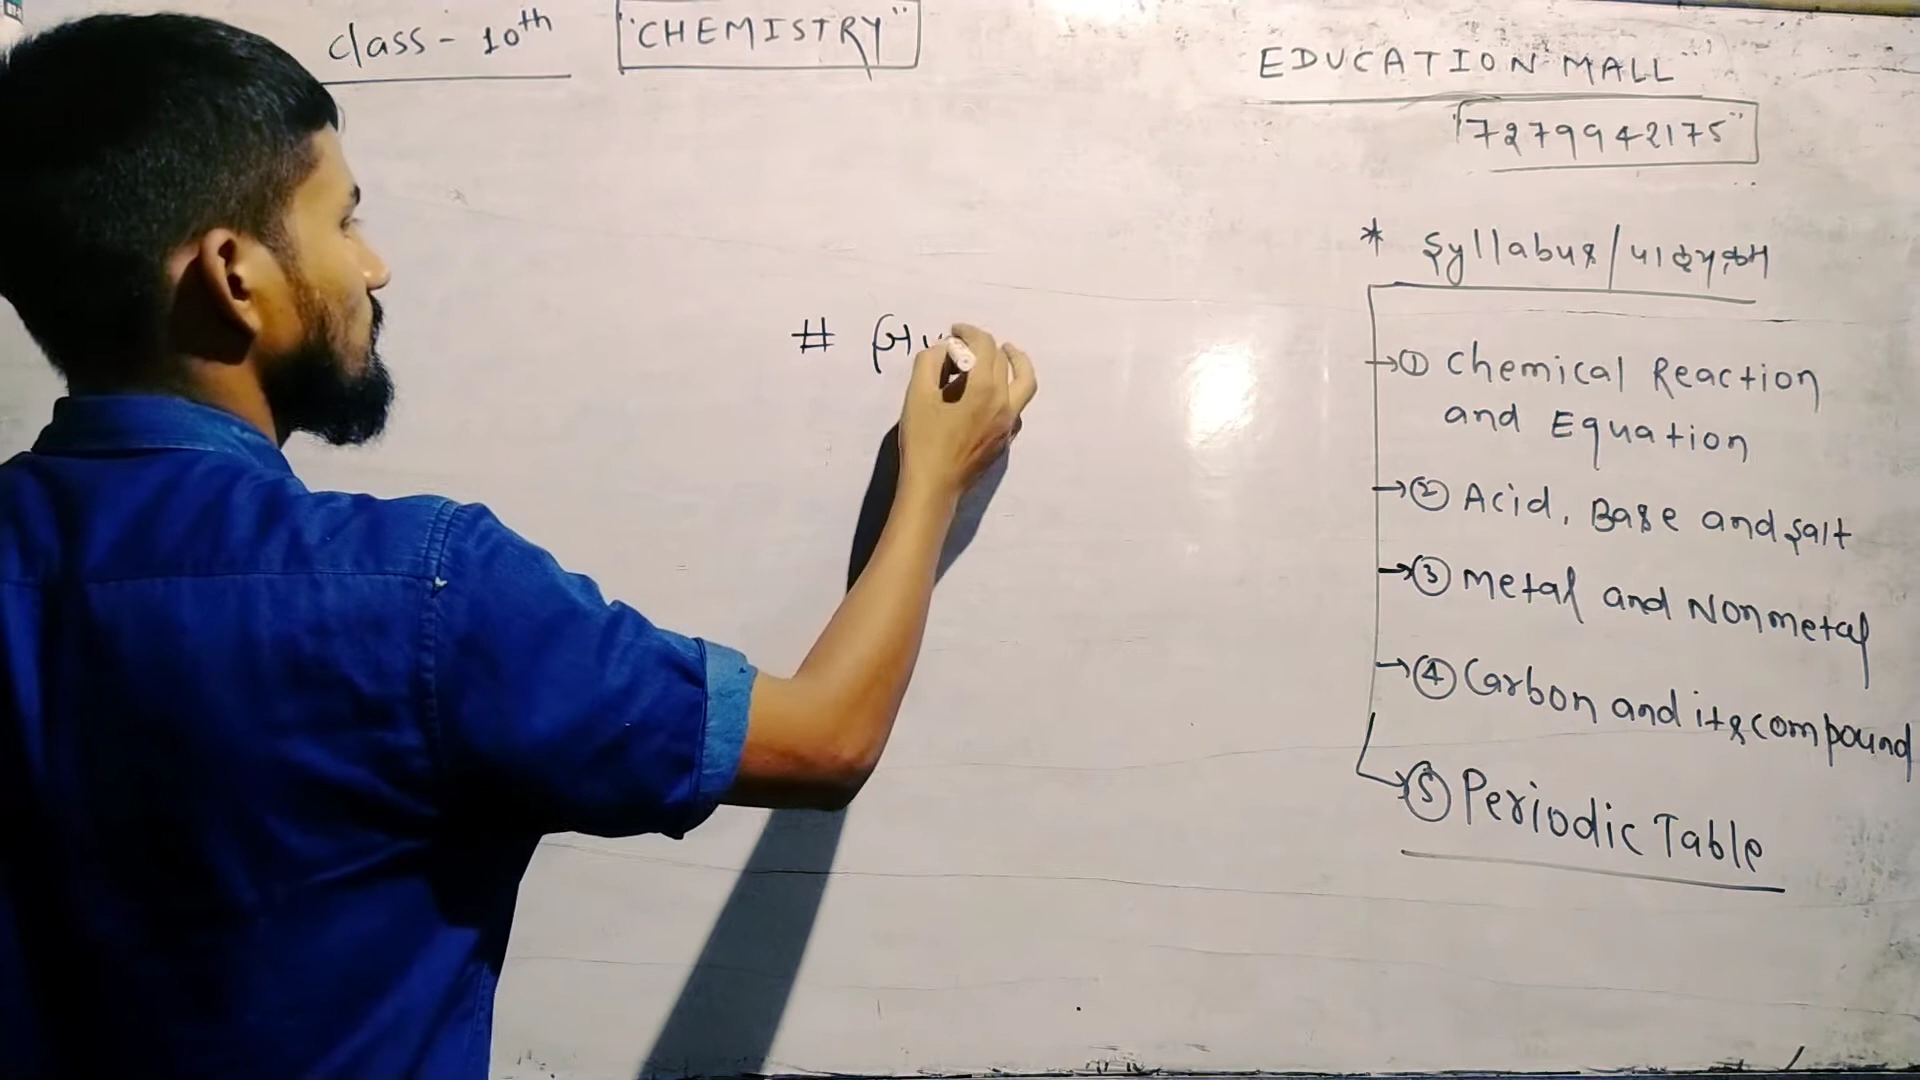 Class - 10th
"CHEMISTRY"
EDUCATION MALL"
"7279942175"
* Syllabus / पाठ्यक्रम
→① Chemical Reaction
and Equation
→② Acid, Base and salt
→③ Metal and Nonmetal
→④ Carbon and its compound
→⑤ Periodic Table
#